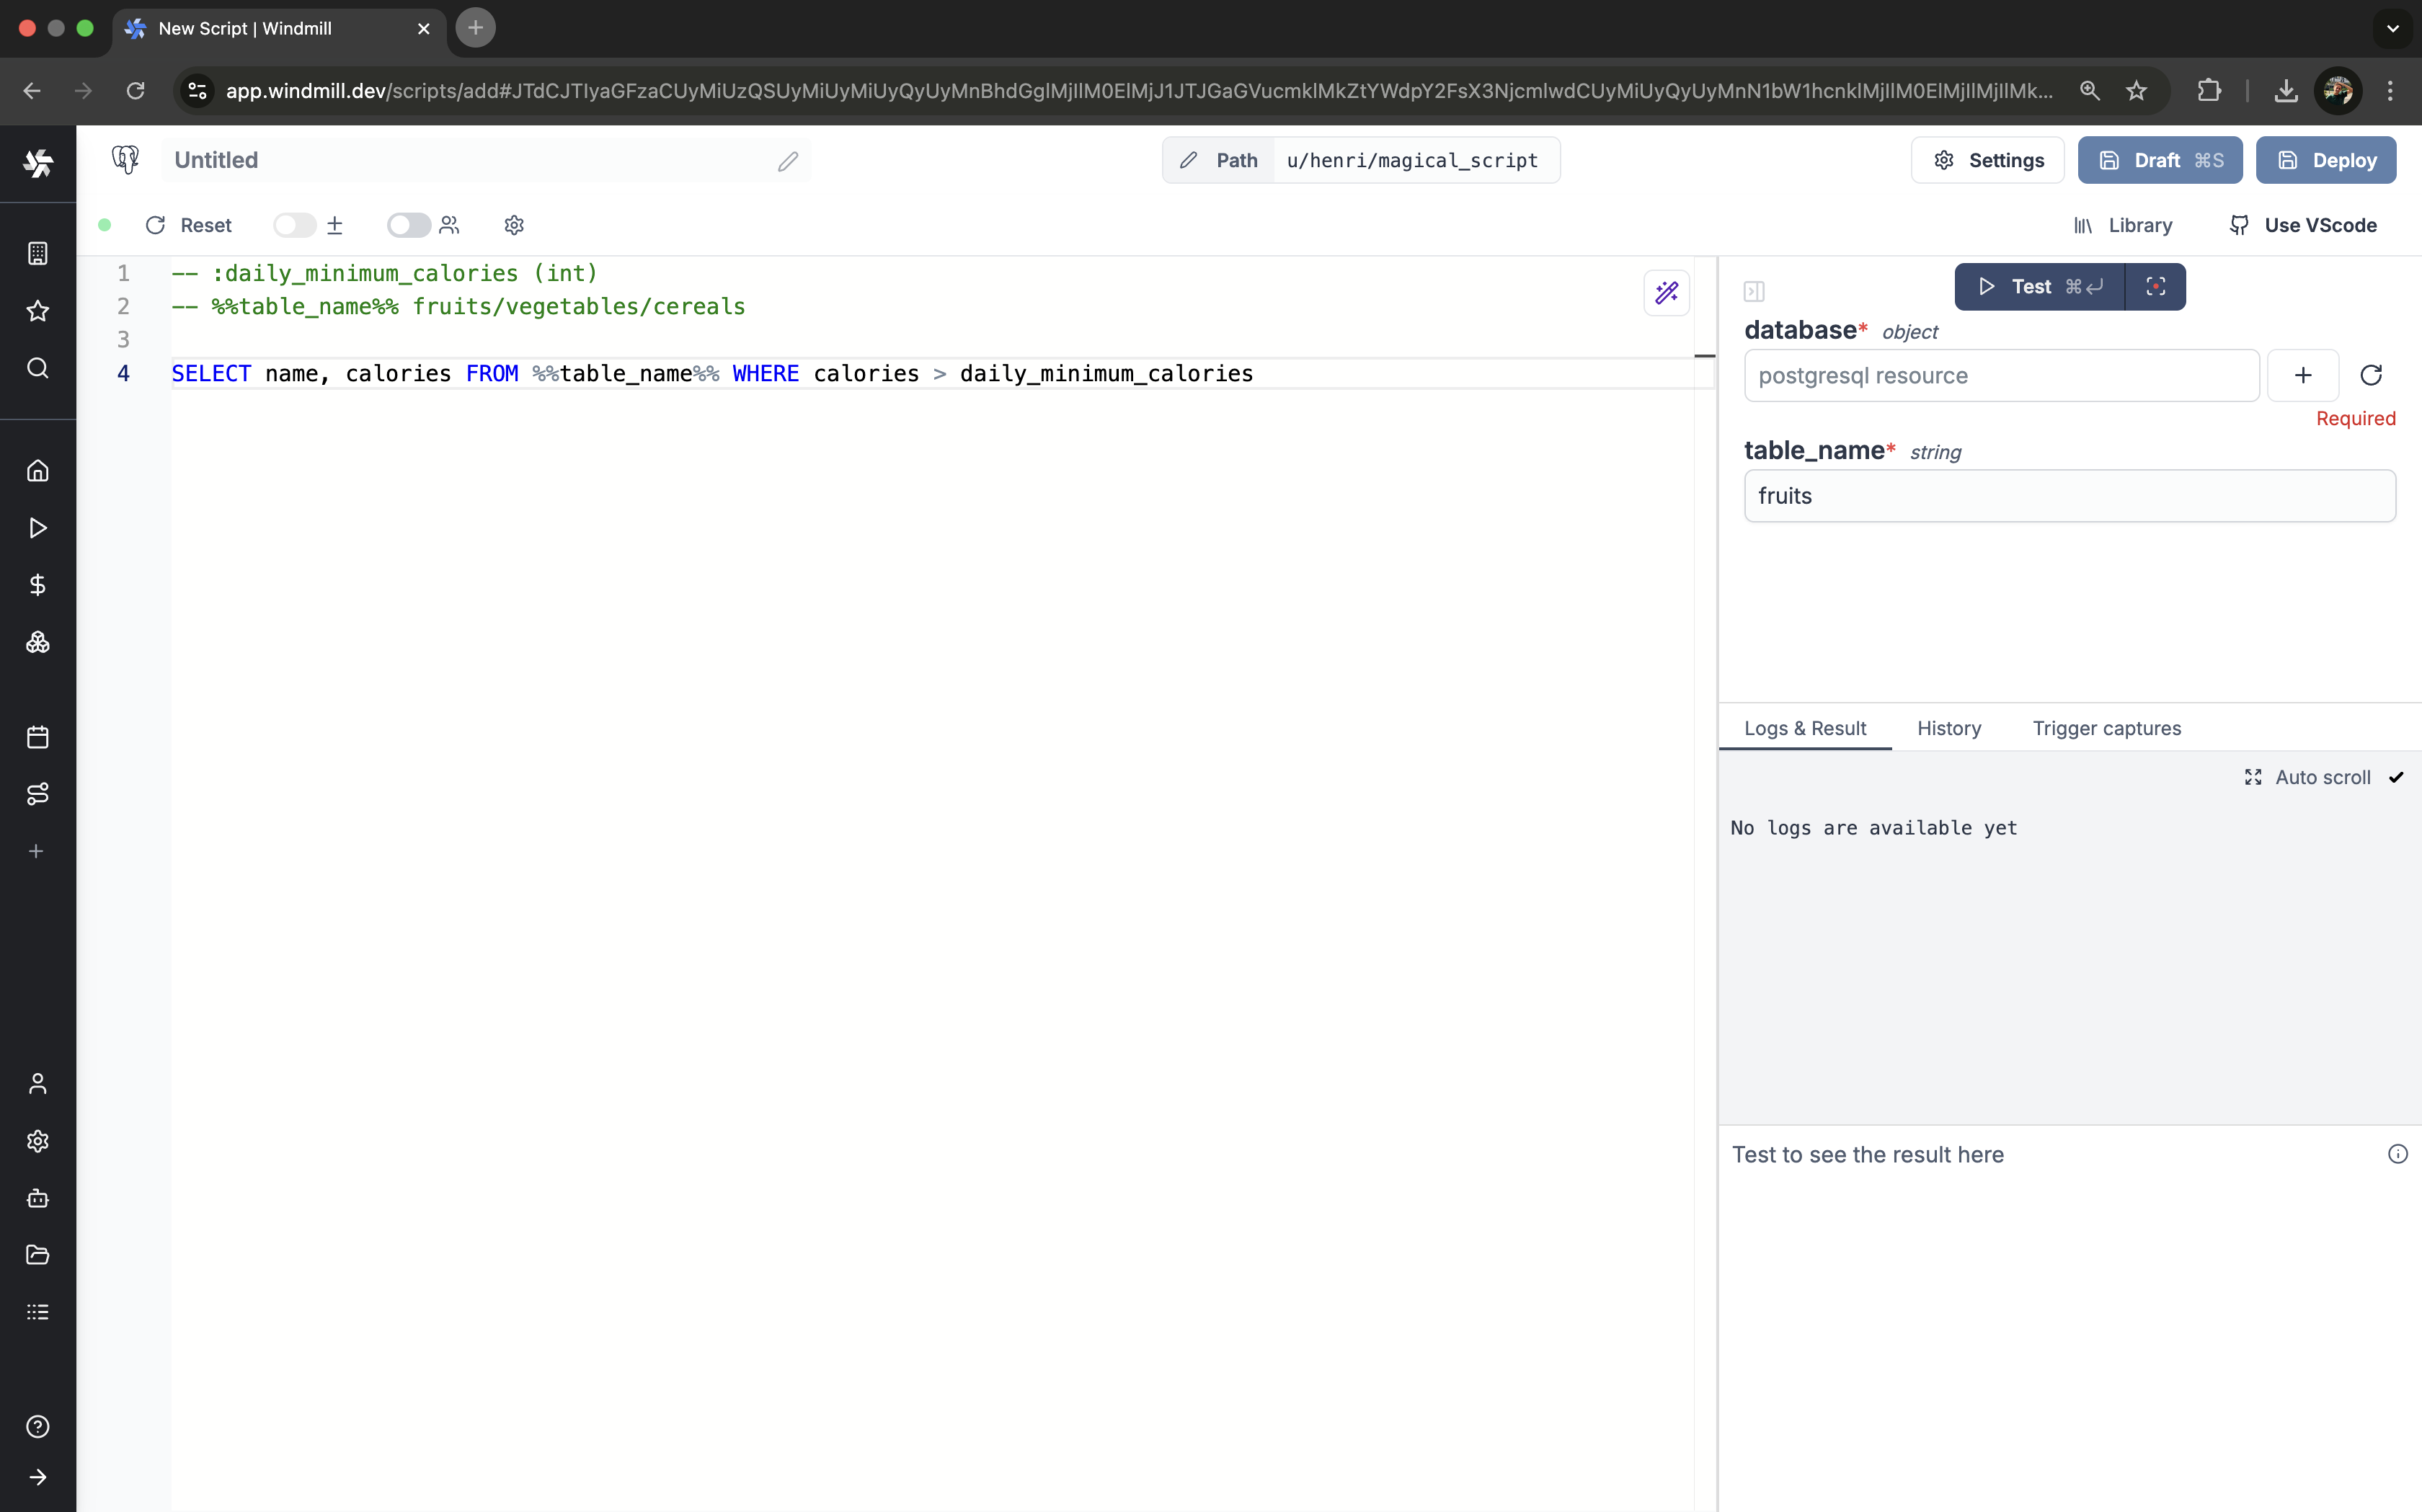 New Script | Windmill
app.windmill.dev/scripts/add#JTdCJTIyaGFzaCUyMiUzQSUyMiUyMiUyQyUyMnBhdGglMjIlM0ElMjJ1JTJGaGVucmklMkZtYWdpY2FsX3NjcmlwdCUyMiUyQyUyMnN1bW1hcnklMjIlM0ElMjIlMjIlMk...
Untitled
Path u/henri/magical_script
Settings
Draft ⌘S
Deploy
Reset
Library
Use VScode
1 -- :daily_minimum_calories (int)
2 -- %%table_name%% fruits/vegetables/cereals
3
4 SELECT name, calories FROM %%table_name%% WHERE calories > daily_minimum_calories
Test ⌘
database* object
postgresql resource
Required
table_name* string
fruits
Logs & Result
History
Trigger captures
Auto scroll
No logs are available yet
Test to see the result here